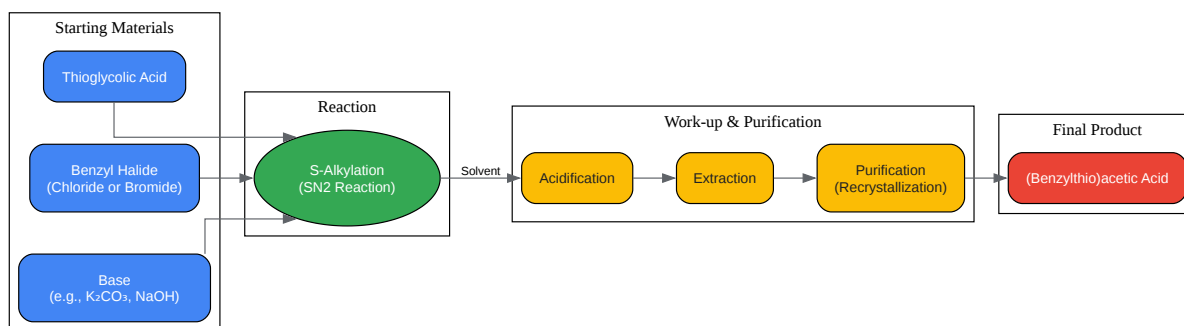 Starting Materials
Thioglycolic Acid
Benzyl Halide
(Chloride or Bromide)
Base
(e.g., K₂CO₃, NaOH)
Reaction
S-Alkylation
(SN2 Reaction)
Solvent
Work-up & Purification
Acidification
Extraction
Purification
(Recrystallization)
Final Product
(Benzylthio)acetic Acid